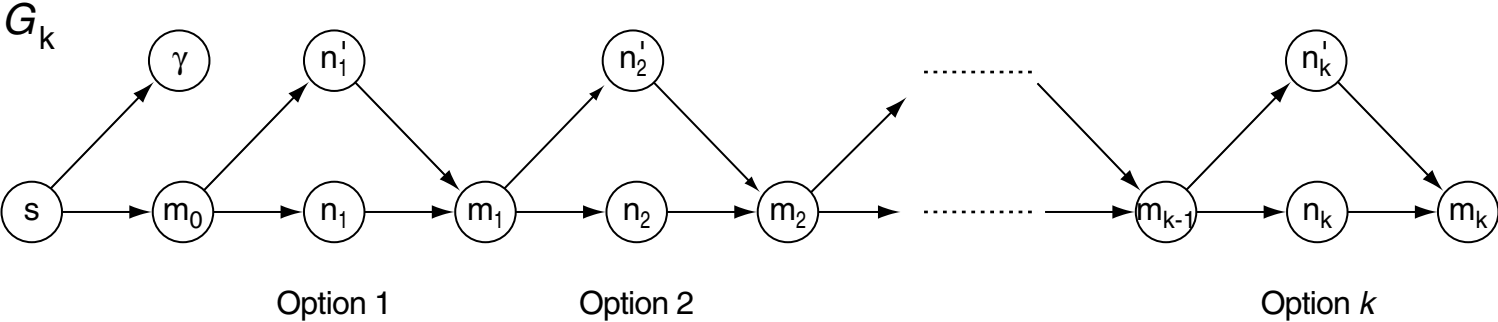 G_k
γ n'_1 n'_2 n'_k
s m_0 n_1 m_1 n_2 m_2 m_{k-1} n_k m_k
Option 1 Option 2 Option k